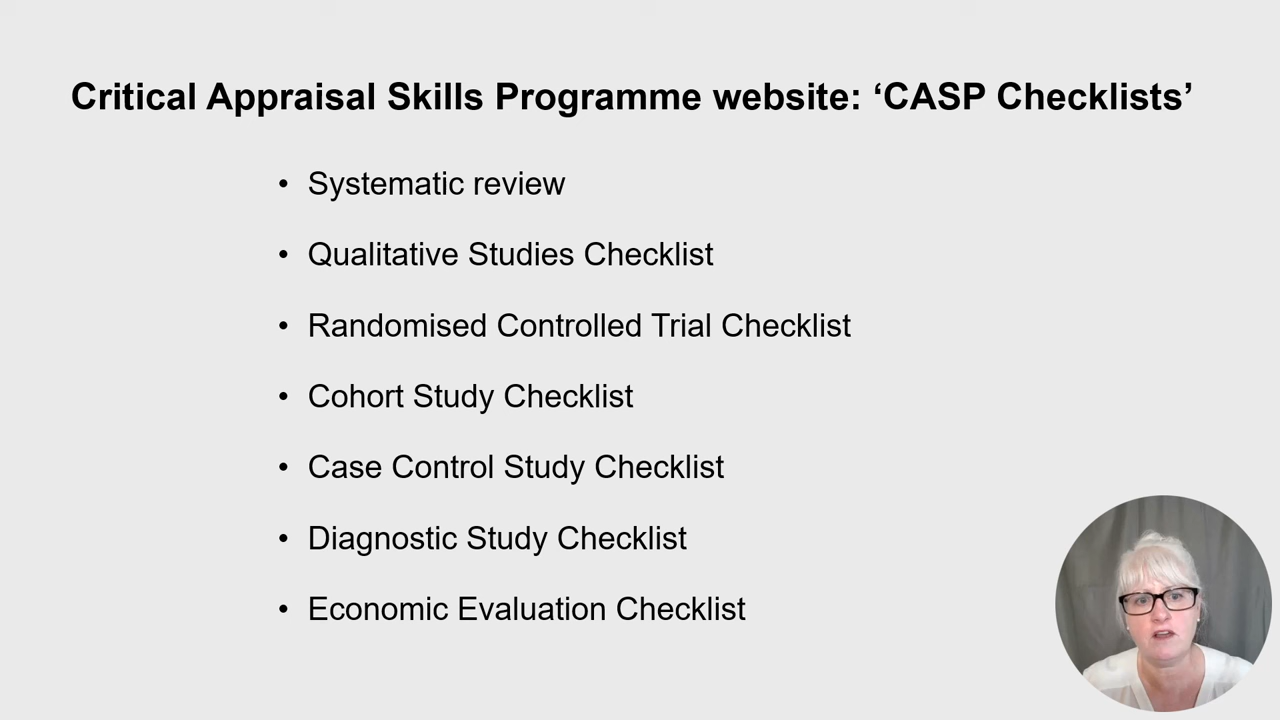 Critical Appraisal Skills Programme website: ‘CASP Checklists’
• Systematic review
• Qualitative Studies Checklist
• Randomised Controlled Trial Checklist
• Cohort Study Checklist
• Case Control Study Checklist
• Diagnostic Study Checklist
• Economic Evaluation Checklist